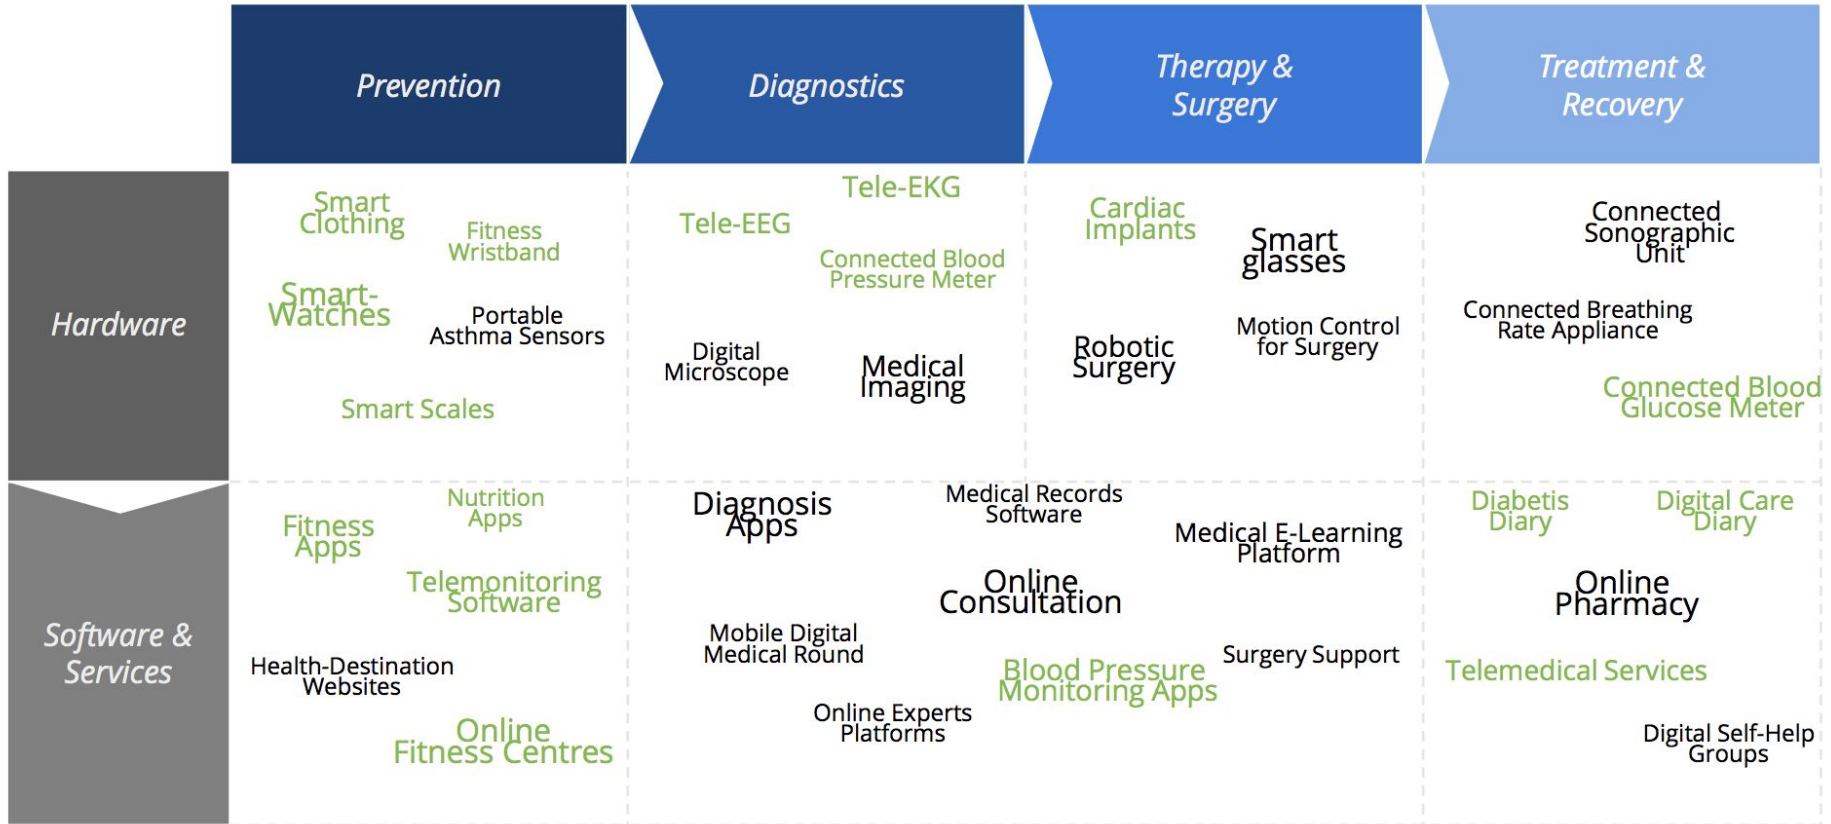 Prevention
Diagnostics
Therapy &
Surgery
Treatment &
Recovery
Hardware
Smart
Clothing
Fitness
Wristband
Smart-
Watches
Portable
Asthma Sensors
Smart Scales
Tele-EKG
Tele-EEG
Connected Blood
Pressure Meter
Digital
Microscope
Medical
Imaging
Cardiac
Implants
Smart
glasses
Robotic
Surgery
Motion Control
for Surgery
Connected
Sonographic
Unit
Connected Breathing
Rate Appliance
Connected Blood
Glucose Meter
Software &
Services
Nutrition
Apps
Fitness
Apps
Telemonitoring
Software
Health-Destination
Websites
Online
Fitness Centres
Diagnosis
Apps
Medical Records
Software
Medical E-Learning
Platform
Online
Consultation
Mobile Digital
Medical Round
Blood Pressure
Monitoring Apps
Surgery Support
Online Experts
Platforms
Diabetis
Diary
Digital Care
Diary
Online
Pharmacy
Telemedical Services
Digital Self-Help
Groups